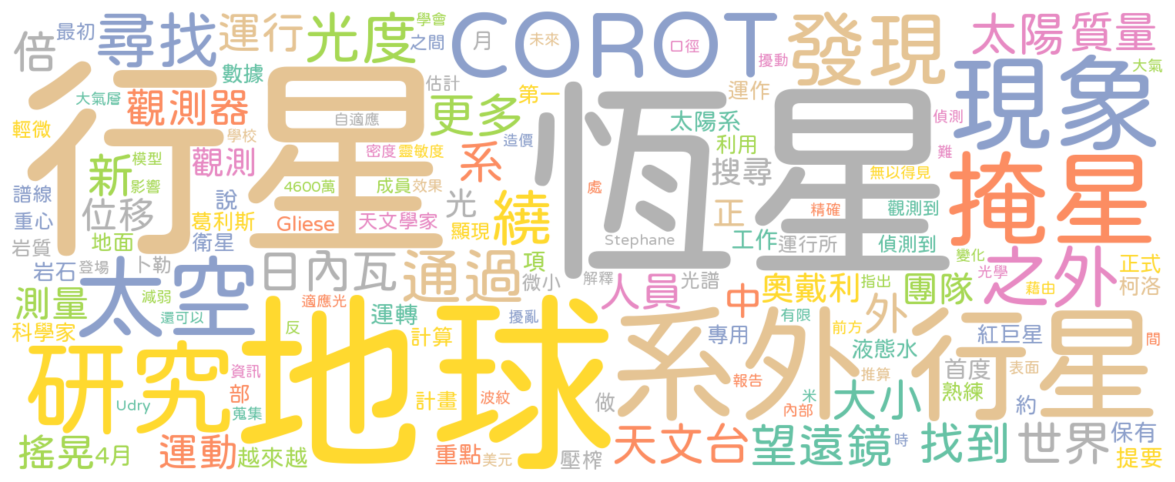 倍
最初
尋找
運行
光度
學會
之間
COROT
月
未來
口徑
擾動
發現
太陽質量
大氣
現象
行星
大氣層
數據
觀測器
估計
更多
第一
運作
恆星
偵測
輕微
學校
自適應
造價
太陽系
利用
難
新
模型
觀測
密度
靈敏度
系
搜尋
無以得見
掩星
譜線
影響
說
4600萬
成員
效果
處
精確
觀測到
重心
位移
葛利斯
Gliese
天文學家
光
繞
正
岩質
地面
衛星
顯現
Stephane
工作
運行所
偵測到
岩石
登場
卜勒
日內瓦
通過
項
微小
解釋
光譜
變化
之外
正式
太空
人員
中
奧戴利
指出
光學
團隊
藉由
柯洛
測量
減弱
適應光
還可以
反
運轉
擾亂
外
科學家
地球
計算
系外行星
專用
有限
前方
紅巨星
間
研究
液態水
首度
表面
資訊
部
計畫
波紋
報告
推算
熟練
Udry
蒐集
做
米
內部
大小
約
搖晃
4月
運動
越來越
重點
美元
壓榨
天文台
望遠鏡
時
找到
世界
保有
提要